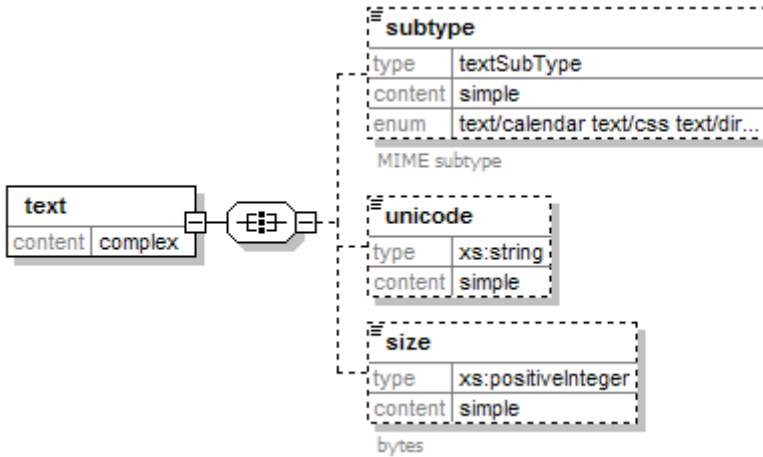 subtype
type textSubType
content simple
enum text/calendar text/css text/dir...
MIME subtype
text
content complex
unicode
type xs:string
content simple
size
type xs:positiveInteger
content simple
bytes